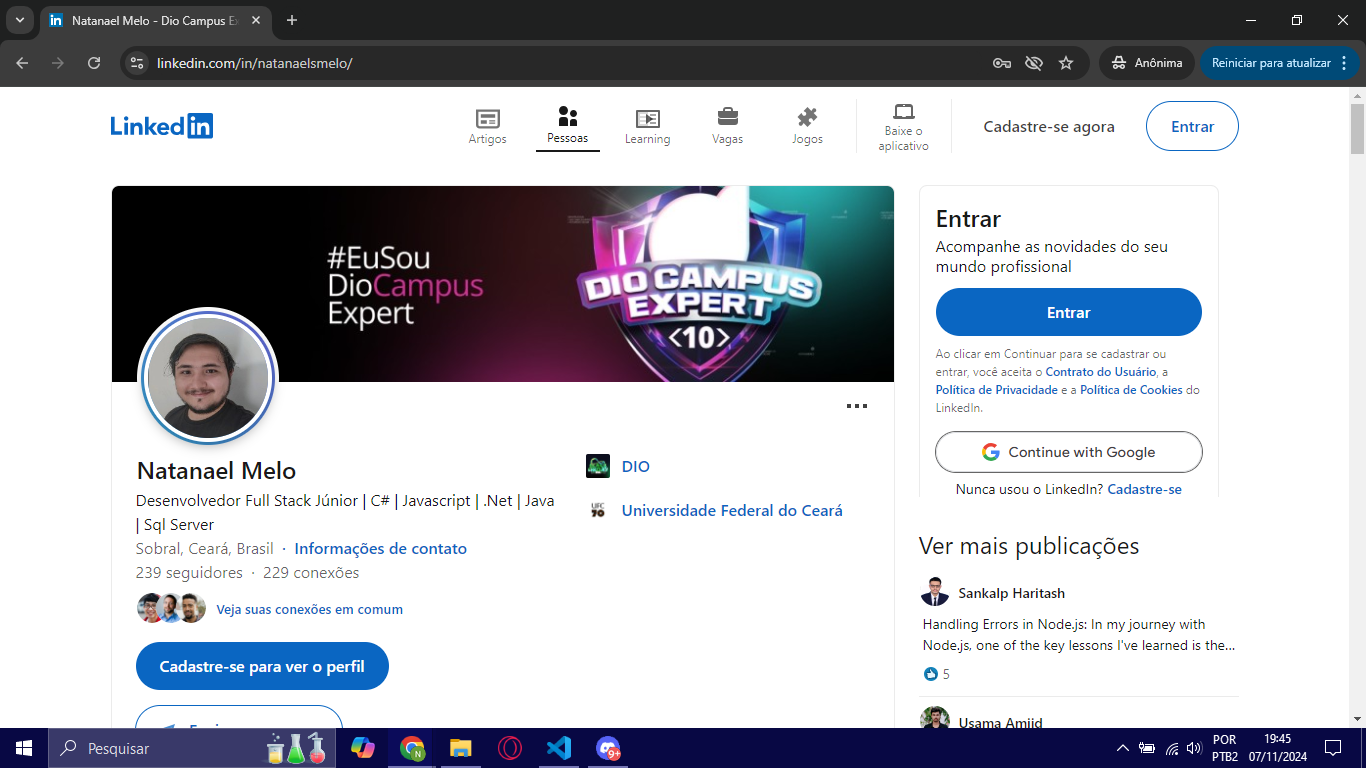 Natanael Melo - Dio Campus Ex
linkedin.com/in/natanaelsmelo/
Anônima
Reiniciar para atualizar
Linked in
Artigos
Pessoas
Learning
Vagas
Jogos
Baixe o
aplicativo
Cadastre-se agora
Entrar
#EuSou
DioCampus
Expert
DIO CAMPUS
EXPERT
<10>
Natanael Melo
Desenvolvedor Full Stack Júnior | C# | Javascript | .Net | Java
| Sql Server
Sobral, Ceará, Brasil · Informações de contato
239 seguidores · 229 conexões
Veja suas conexões em comum
Cadastre-se para ver o perfil
DIO
UFC
70
Universidade Federal do Ceará
Entrar
Acompanhe as novidades do seu
mundo profissional
Entrar
Ao clicar em Continuar para se cadastrar ou
entrar, você aceita o Contrato do Usuário, a
Política de Privacidade e a Política de Cookies do
LinkedIn.
Continue with Google
Nunca usou o LinkedIn? Cadastre-se
Ver mais publicações
Sankalp Haritash
Handling Errors in Node.js: In my journey with
Node.js, one of the key lessons I've learned is the…
5
Usama Amjid
Pesquisar
N
9+
POR
PTB2
19:45
07/11/2024